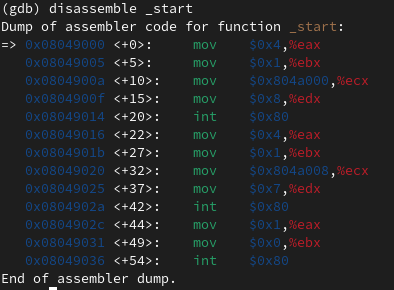 (gdb) disassemble _start
Dump of assembler code for function _start:
=> 0x08049000 <+0>:     mov    $0x4,%eax
   0x08049005 <+5>:     mov    $0x1,%ebx
   0x0804900a <+10>:    mov    $0x804a000,%ecx
   0x0804900f <+15>:    mov    $0x8,%edx
   0x08049014 <+20>:    int    $0x80
   0x08049016 <+22>:    mov    $0x4,%eax
   0x0804901b <+27>:    mov    $0x1,%ebx
   0x08049020 <+32>:    mov    $0x804a008,%ecx
   0x08049025 <+37>:    mov    $0x7,%edx
   0x0804902a <+42>:    int    $0x80
   0x0804902c <+44>:    mov    $0x1,%eax
   0x08049031 <+49>:    mov    $0x0,%ebx
   0x08049036 <+54>:    int    $0x80
End of assembler dump.